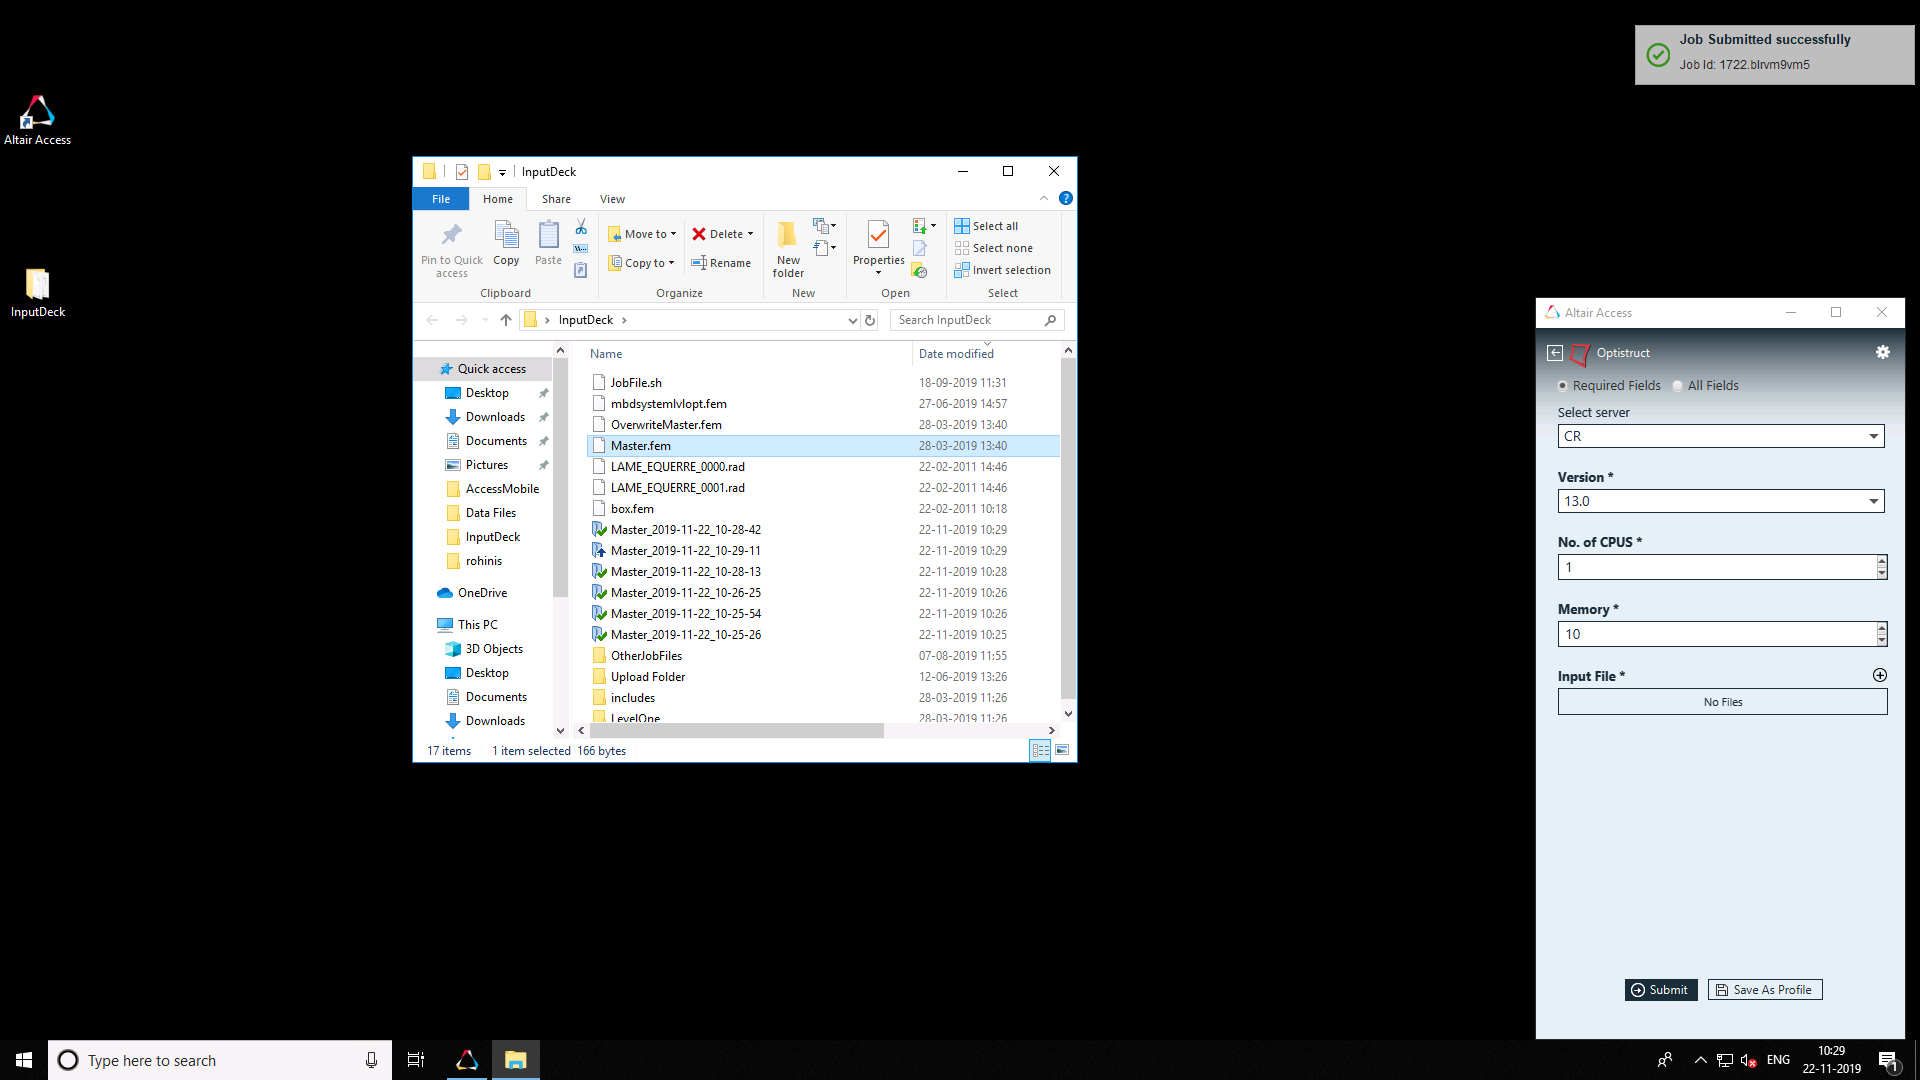 Job Submitted successfully
Job Id: 1722.blrvm9vm5
Altair Access
InputDeck
InputDeck
File Home Share View
Pin to Quick access
Copy
Paste
Move to
Copy to
Delete
Rename
New folder
Properties
Select all
Select none
Invert selection
Clipboard Organize New Open Select
InputDeck
Search InputDeck
Quick access
Desktop
Downloads
Documents
Pictures
AccessMobile
Data Files
InputDeck
rohinis
OneDrive
This PC
3D Objects
Desktop
Documents
Downloads
Name Date modified
JobFile.sh 18-09-2019 11:31
mbdsystemlvlopt.fem 27-06-2019 14:57
OverwriteMaster.fem 28-03-2019 13:40
Master.fem 28-03-2019 13:40
LAME_EQUERRE_0000.rad 22-02-2011 14:46
LAME_EQUERRE_0001.rad 22-02-2011 14:46
box.fem 22-02-2011 10:18
Master_2019-11-22_10-28-42 22-11-2019 10:29
Master_2019-11-22_10-29-11 22-11-2019 10:29
Master_2019-11-22_10-28-13 22-11-2019 10:28
Master_2019-11-22_10-26-25 22-11-2019 10:26
Master_2019-11-22_10-25-54 22-11-2019 10:26
Master_2019-11-22_10-25-26 22-11-2019 10:25
OtherJobFiles 07-08-2019 11:55
Upload Folder 12-06-2019 13:26
includes 28-03-2019 11:26
LevelOne 28-03-2019 11:26
17 items 1 item selected 166 bytes
Altair Access
Optistruct
Required Fields All Fields
Select server
CR
Version *
13.0
No. of CPUS *
1
Memory *
10
Input File *
No Files
Submit Save As Profile
Type here to search
ENG
10:29
22-11-2019
1